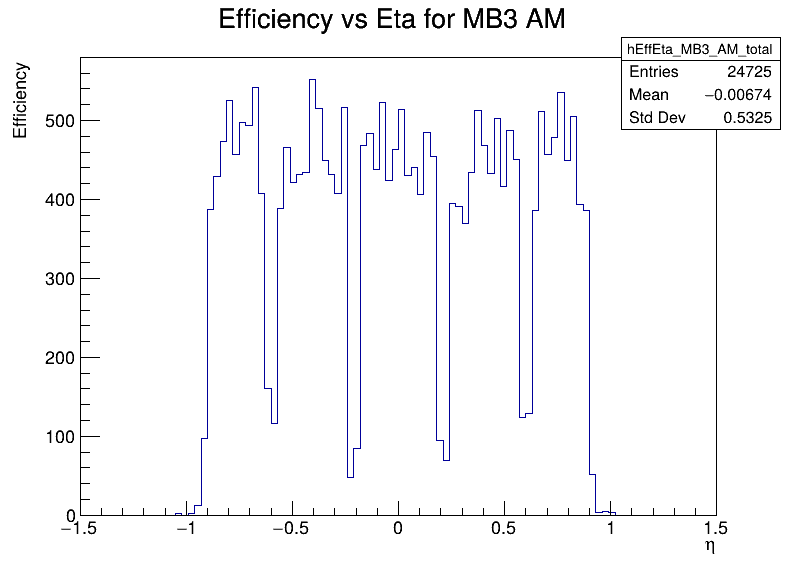 Efficiency vs Eta for MB3 AM
hEffEta_MB3_AM_total
Entries 24725
Mean −0.00674
Std Dev 0.5325
Efficiency
500
400
300
200
100
0
−1.5 −1 −0.5 0 0.5 1 1.5
η